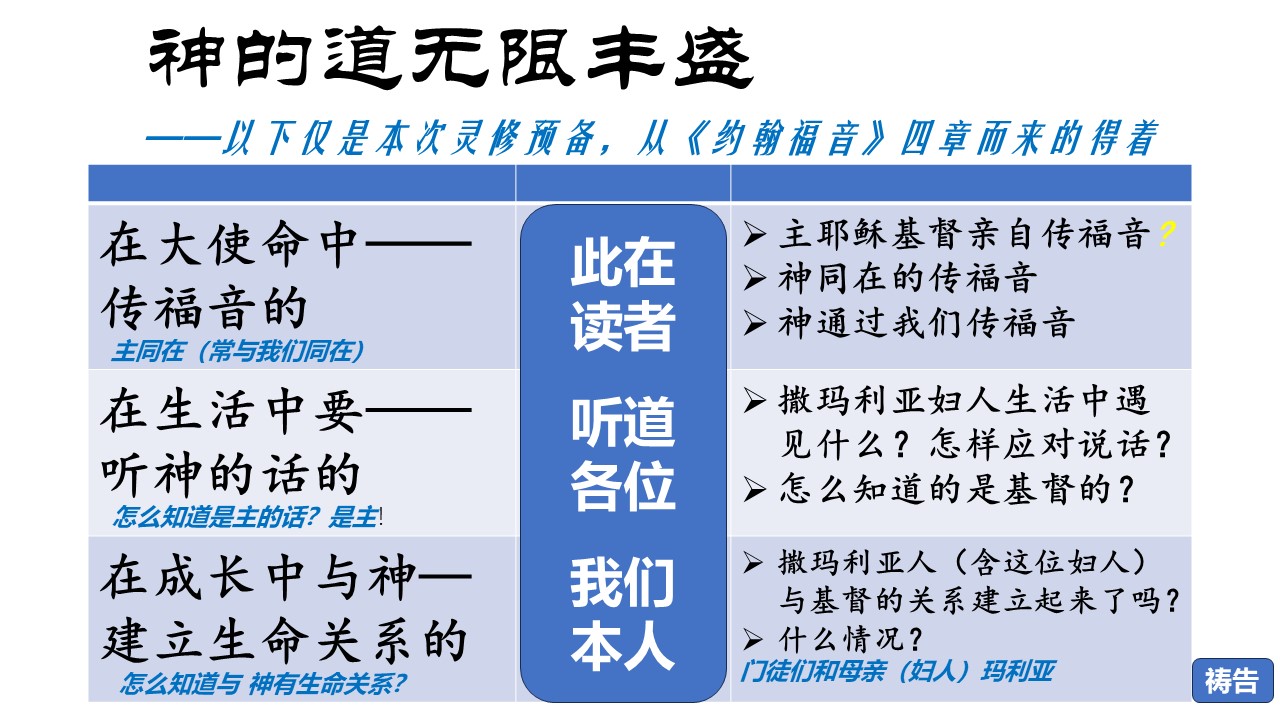 神的道无限丰盛
——以下仅是本次灵修预备，从《约翰福音》四章而来的得着
在大使命中——
传福音的
主同在（常与我们同在）
此在
读者
➢ 主耶稣基督亲自传福音？
➢ 神同在的传福音
➢ 神通过我们传福音
在生活中要——
听神的话的
怎么知道是主的话？是主!
听道
各位
➢ 撒玛利亚妇人生活中遇
见什么？怎样应对说话？
➢ 怎么知道的是基督的？
在成长中与神—
建立生命关系的
怎么知道与 神有生命关系？
我们
本人
➢ 撒玛利亚人（含这位妇人）
与基督的关系建立起来了吗？
➢ 什么情况？
门徒们和母亲（妇人）玛利亚
祷告